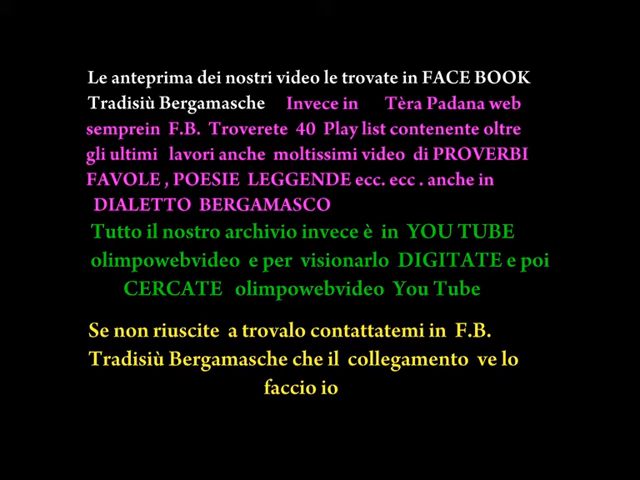 Le anteprima dei nostri video le trovate in FACE BOOK
Tradisiù Bergamasche Invece in Tèra Padana web
semprein F.B. Troverete 40 Play list contenente oltre
gli ultimi lavori anche moltissimi video di PROVERBI
FAVOLE , POESIE LEGGENDE ecc. ecc . anche in
DIALETTO BERGAMASCO
Tutto il nostro archivio invece è in YOU TUBE
olimpowebvideo e per visionarlo DIGITATE e poi
CERCATE olimpowebvideo You Tube
Se non riuscite a trovalo contattatemi in F.B.
Tradisiù Bergamasche che il collegamento ve lo
faccio io